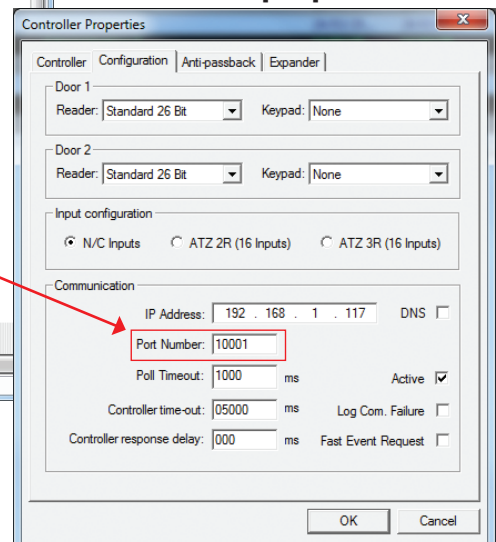 Controller Properties
Controller Configuration Anti-passback Expander
Door 1
Reader: Standard 26 Bit Keypad: None
Door 2
Reader: Standard 26 Bit Keypad: None
Input configuration
N/C Inputs ATZ 2R (16 Inputs) ATZ 3R (16 Inputs)
Communication
IP Address: 192 . 168 . 1 . 117 DNS
Port Number: 10001
Poll Timeout: 1000 ms Active
Controller time-out: 05000 ms Log Com. Failure
Controller response delay: 000 ms Fast Event Request
OK Cancel